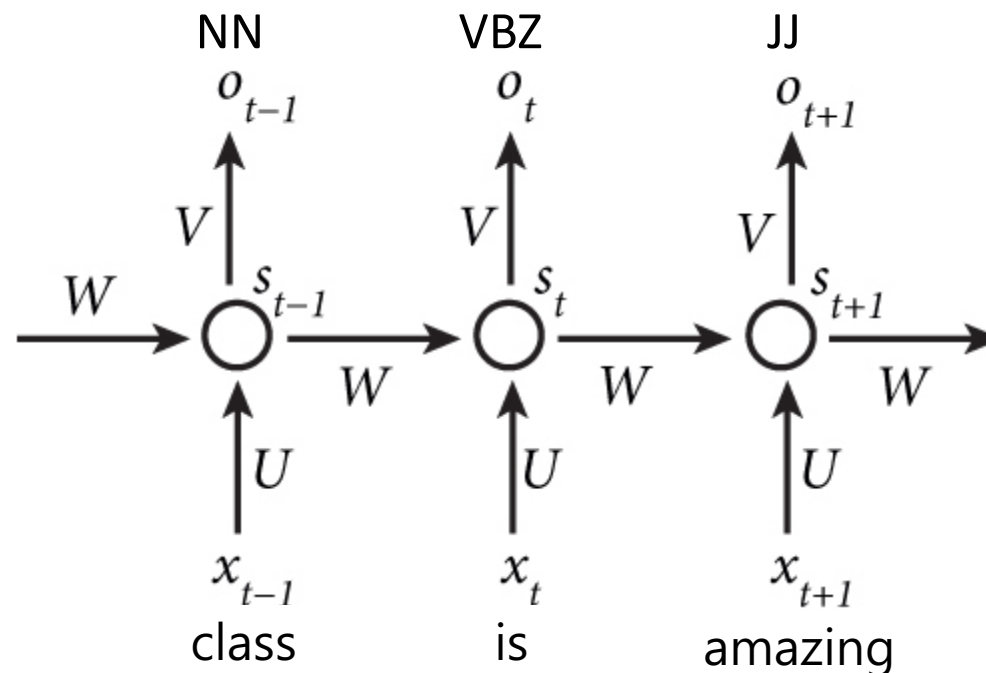 NN VBZ JJ
o_{t-1} o_t o_{t+1}
V V V
W s_{t-1} s_t s_{t+1}
W W W
U U U
x_{t-1} x_t x_{t+1}
class is amazing